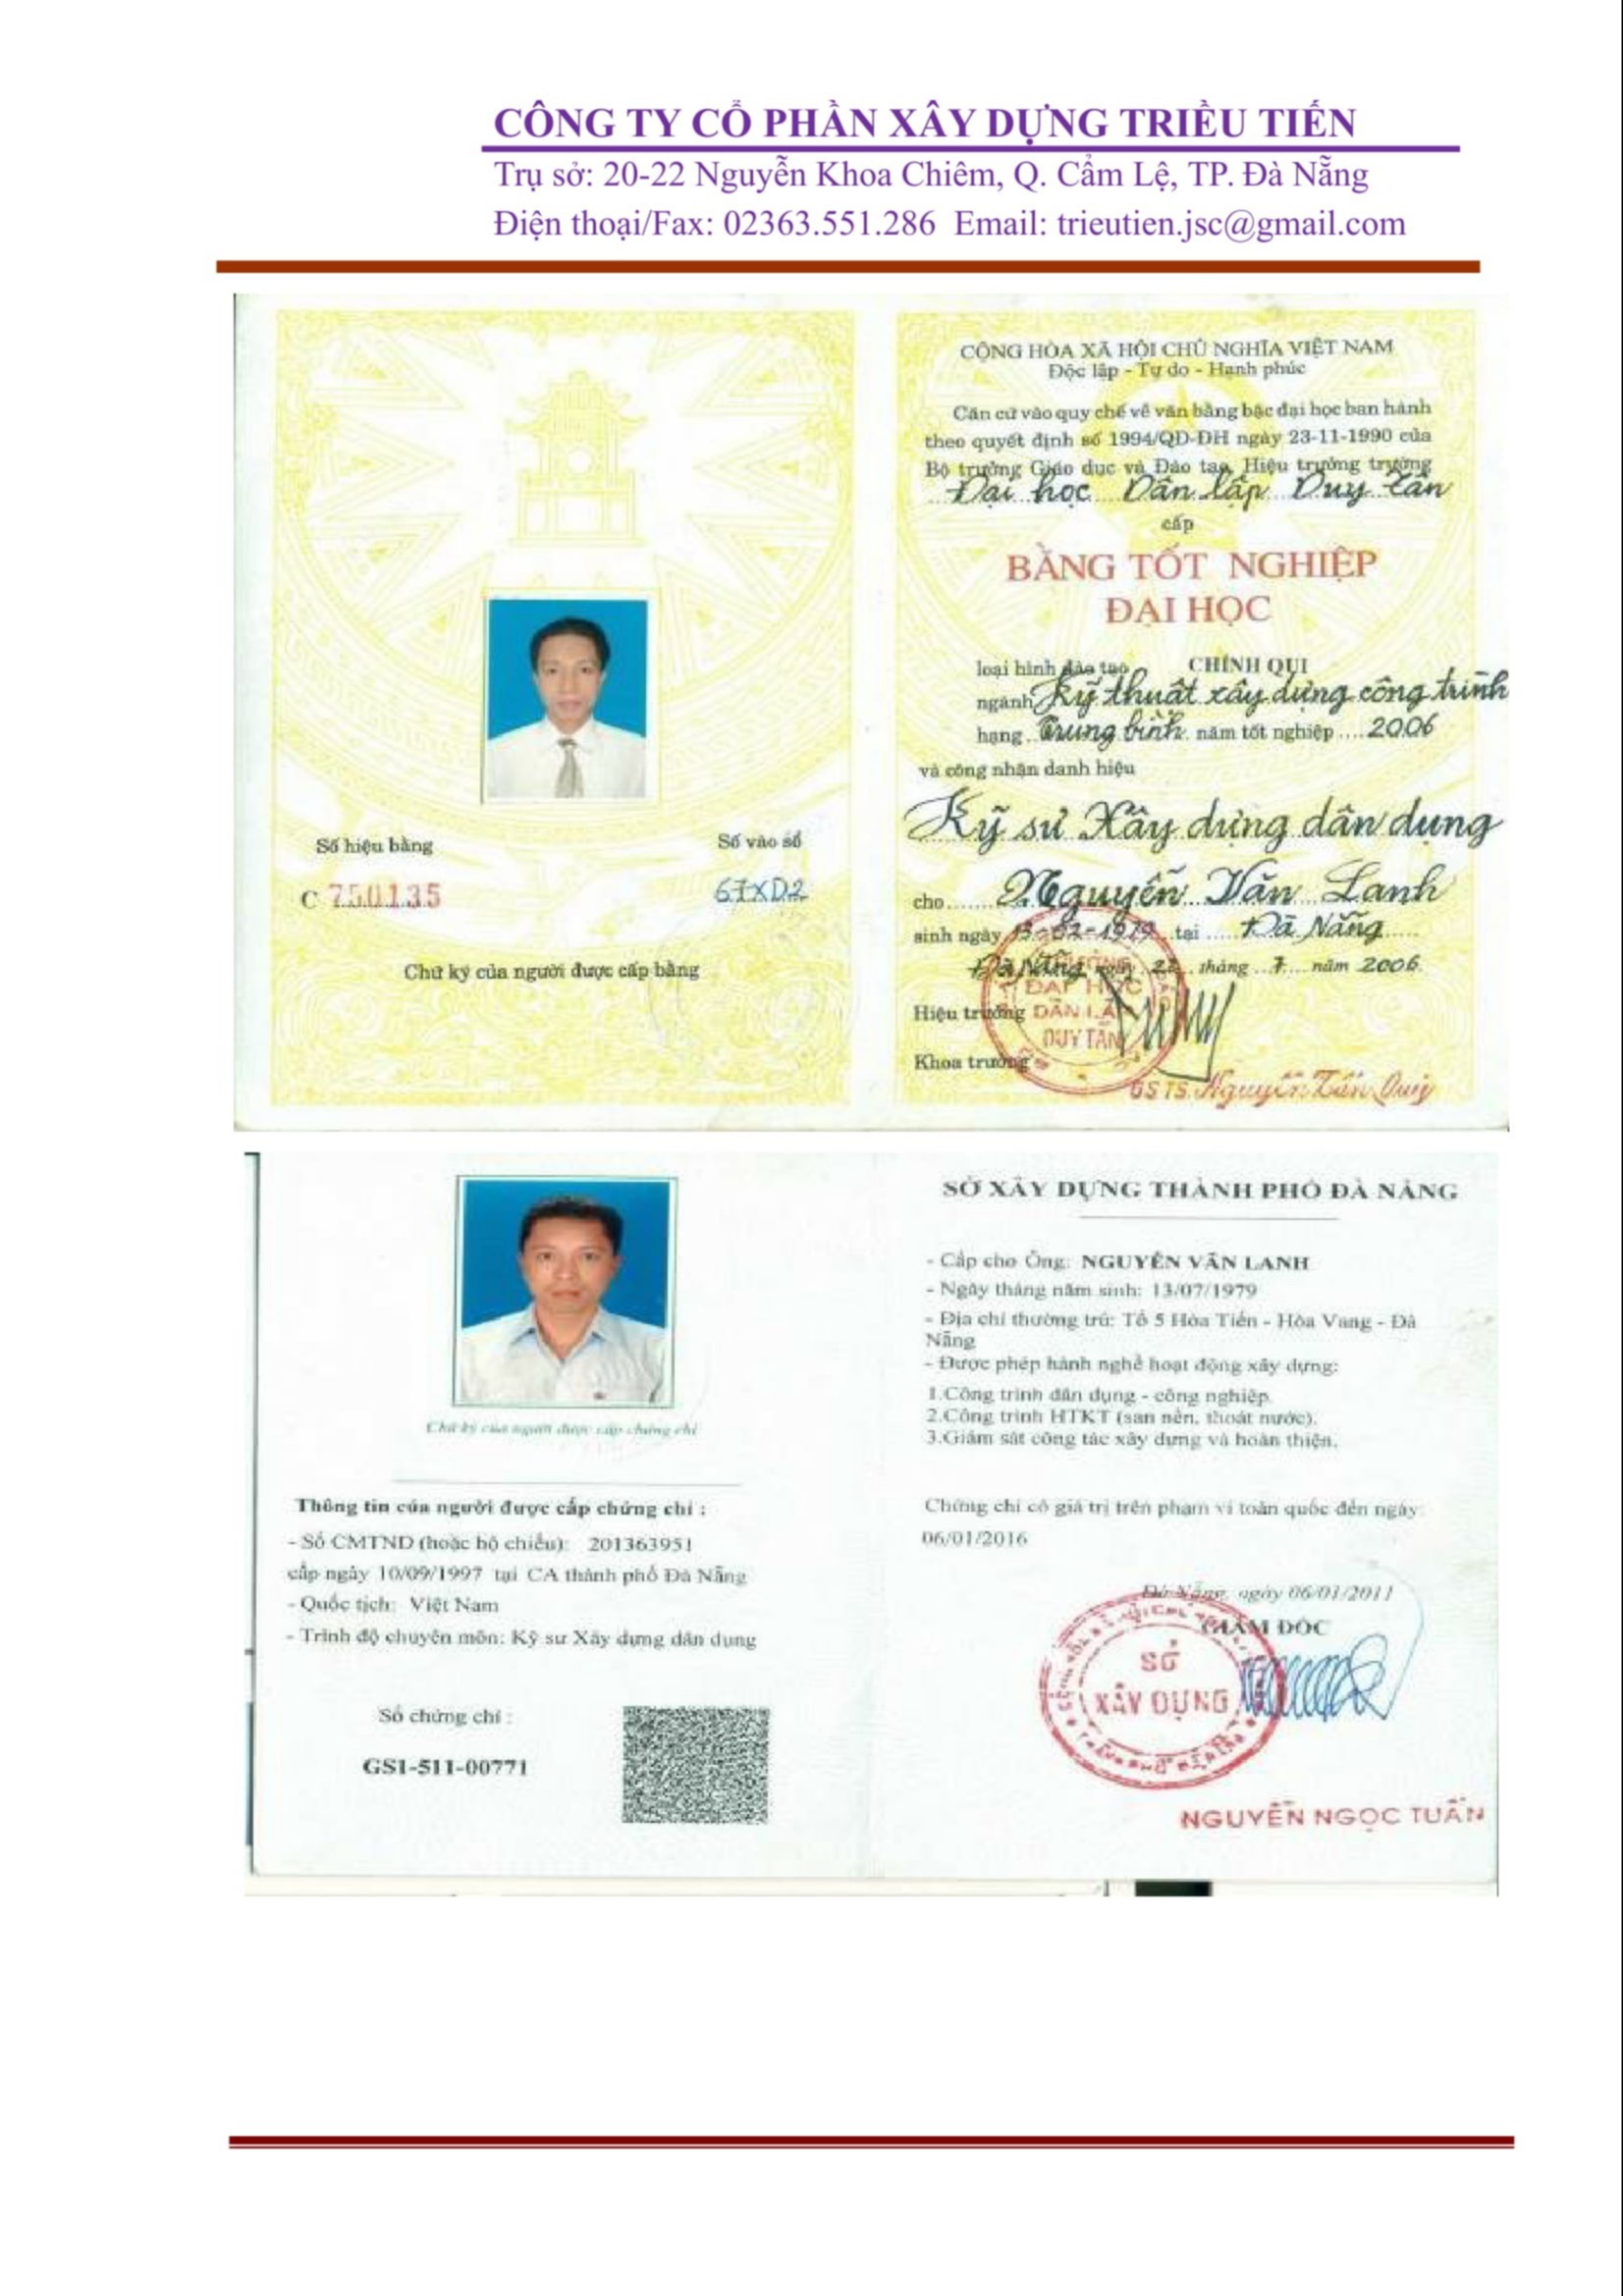 CÔNG TY CỔ PHẦN XÂY DỰNG TRIỀU TIẾN
Trụ sở: 20-22 Nguyễn Khoa Chiêm, Q. Cẩm Lệ, TP. Đà Nẵng
Điện thoại/Fax: 02363.551.286 Email: trieutien.jsc@gmail.com
CỘNG HÒA XÃ HỘI CHỦ NGHĨA VIỆT NAM
Độc lập - Tự do - Hạnh phúc
Căn cứ vào quy chế về văn bằng bậc đại học ban hành
theo quyết định số 1994/QD-ĐH ngày 23-11-1990 của
Bộ trưởng Giáo dục và Đào tạo, Hiệu trưởng trường
Đại học Dân lập Duy Tân
cấp
BẰNG TỐT NGHIỆP
ĐẠI HỌC
loại hình đào tạo CHÍNH QUI
ngành Kỹ thuật xây dựng công trình
hạng Trung bình năm tốt nghiệp 2006
và công nhận danh hiệu
Kỹ sư Xây dựng dân dụng
cho Nguyễn Văn Lanh
sinh ngày 13- -1979 tại Đà Nẵng
Đà Nẵng ngày 22 tháng 7 năm 2006
Hiệu trưởng
Khoa trưởng
ĐẠI HỌC
DÂN LẬP
DUY TÂN
GS TS. Nguyễn Tấn Quý
Số hiệu bằng Số vào sổ
C 750135 67XD2
Chữ ký của người được cấp bằng
Chữ ký của người được cấp chứng chỉ
Thông tin của người được cấp chứng chỉ :
- Số CMTND (hoặc hộ chiếu): 201363951
cấp ngày 10/09/1997 tại CA thành phố Đà Nẵng
- Quốc tịch: Việt Nam
- Trình độ chuyên môn: Kỹ sư Xây dựng dân dụng
Số chứng chỉ :
GS1-511-00771
SỞ XÂY DỰNG THÀNH PHỐ ĐÀ NẴNG
- Cấp cho Ông: NGUYỄN VĂN LANH
- Ngày tháng năm sinh: 13/07/1979
- Địa chỉ thường trú: Tổ 5 Hòa Tiến - Hòa Vang - Đà
Nẵng
- Được phép hành nghề hoạt động xây dựng:
1.Công trình dân dụng - công nghiệp.
2.Công trình HTKT (san nền, thoát nước).
3.Giám sát công tác xây dựng và hoàn thiện.
Chứng chỉ có giá trị trên phạm vi toàn quốc đến ngày:
06/01/2016
Đà Nẵng, ngày 06/01/2011
GIÁM ĐỐC
SỞ
XÂY DỰNG
NGUYỄN NGỌC TUẤN